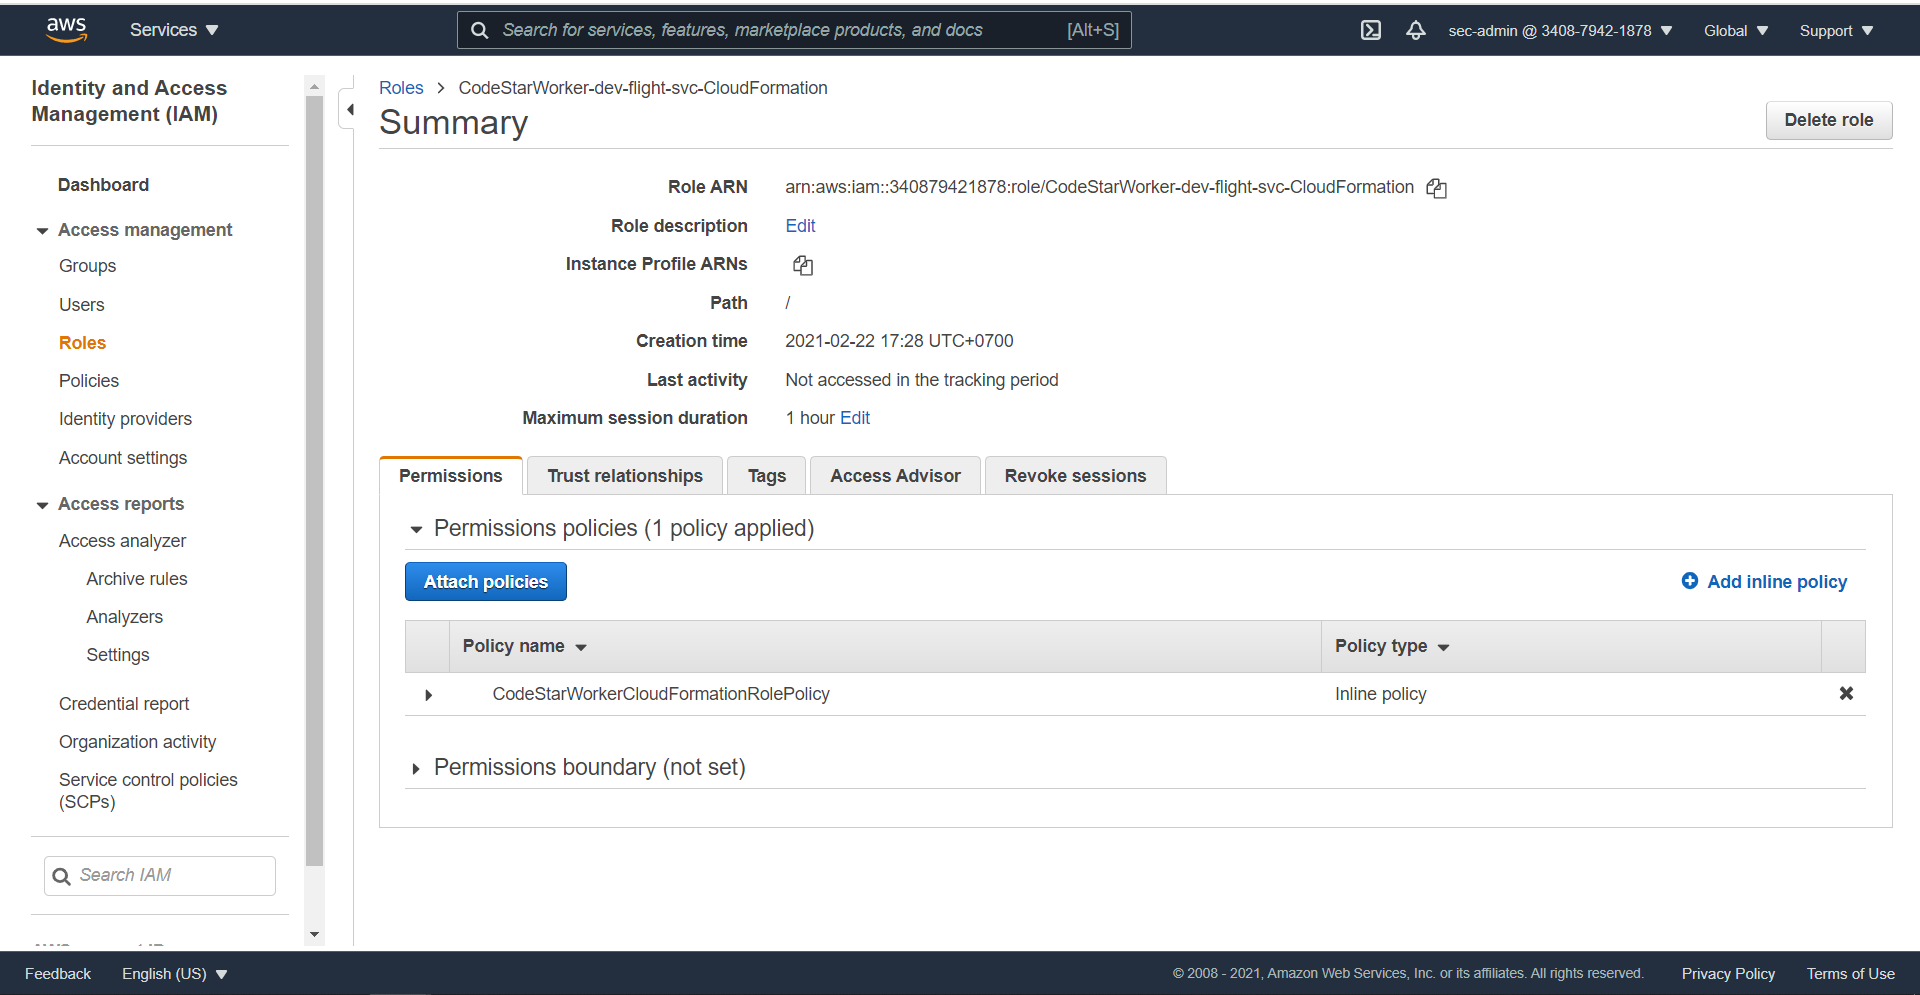 aws
Services
Search for services, features, marketplace products, and docs
[Alt+S]
sec-admin @ 3408-7942-1878
Global
Support
Identity and Access
Management (IAM)
Dashboard
Access management
Groups
Users
Roles
Policies
Identity providers
Account settings
Access reports
Access analyzer
Archive rules
Analyzers
Settings
Credential report
Organization activity
Service control policies
(SCPs)
Search IAM
Roles > CodeStarWorker-dev-flight-svc-CloudFormation
Summary
Delete role
Role ARN arn:aws:iam::340879421878:role/CodeStarWorker-dev-flight-svc-CloudFormation
Role description Edit
Instance Profile ARNs
Path /
Creation time 2021-02-22 17:28 UTC+0700
Last activity Not accessed in the tracking period
Maximum session duration 1 hour Edit
Permissions
Trust relationships
Tags
Access Advisor
Revoke sessions
Permissions policies (1 policy applied)
Attach policies
Add inline policy
Policy name
Policy type
CodeStarWorkerCloudFormationRolePolicy
Inline policy
Permissions boundary (not set)
Feedback
English (US)
© 2008 - 2021, Amazon Web Services, Inc. or its affiliates. All rights reserved.
Privacy Policy
Terms of Use